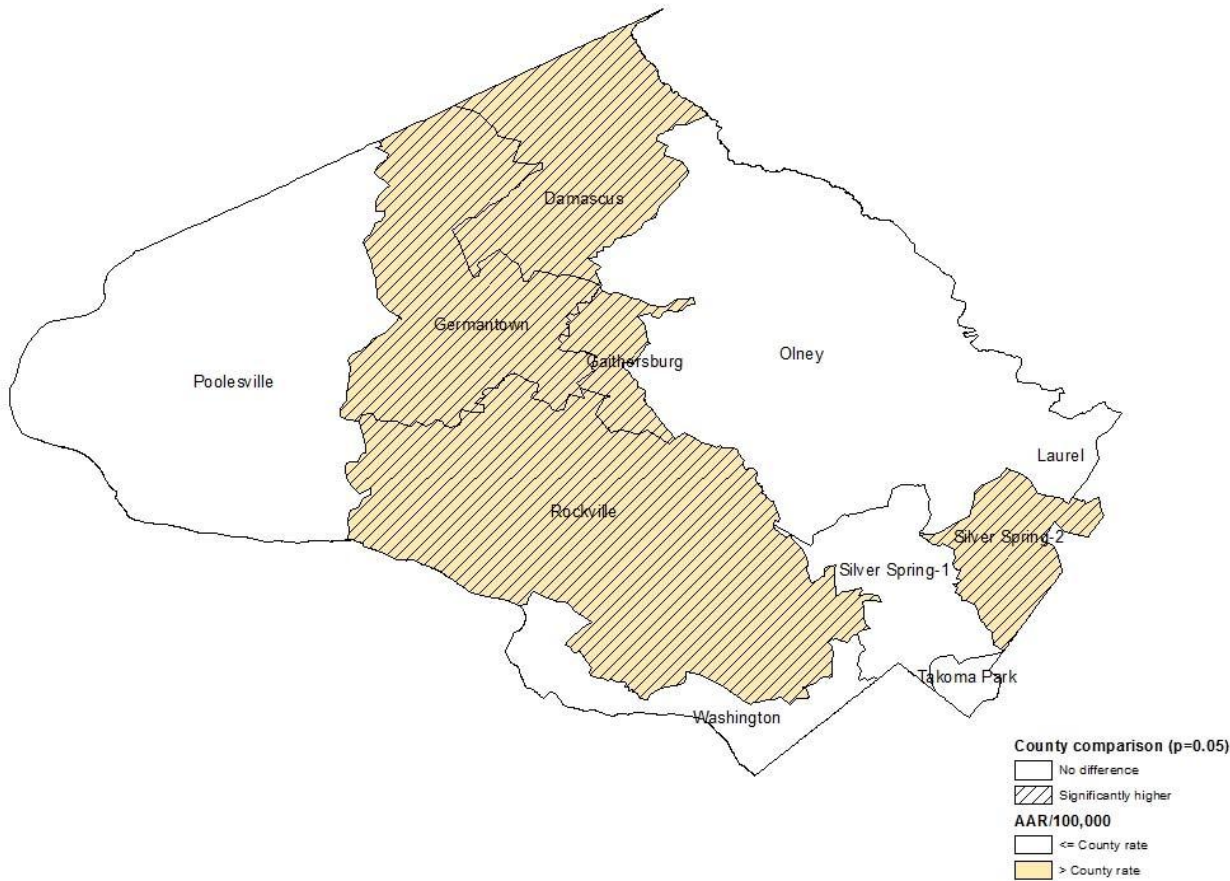 Damascus
Germantown
Gaithersburg
Olney
Poolesville
Laurel
Rockville
Silver Spring-2
Silver Spring-1
Takoma Park
Washington
County comparison (p=0.05)
No difference
Significantly higher
AAR/100,000
<= County rate
> County rate